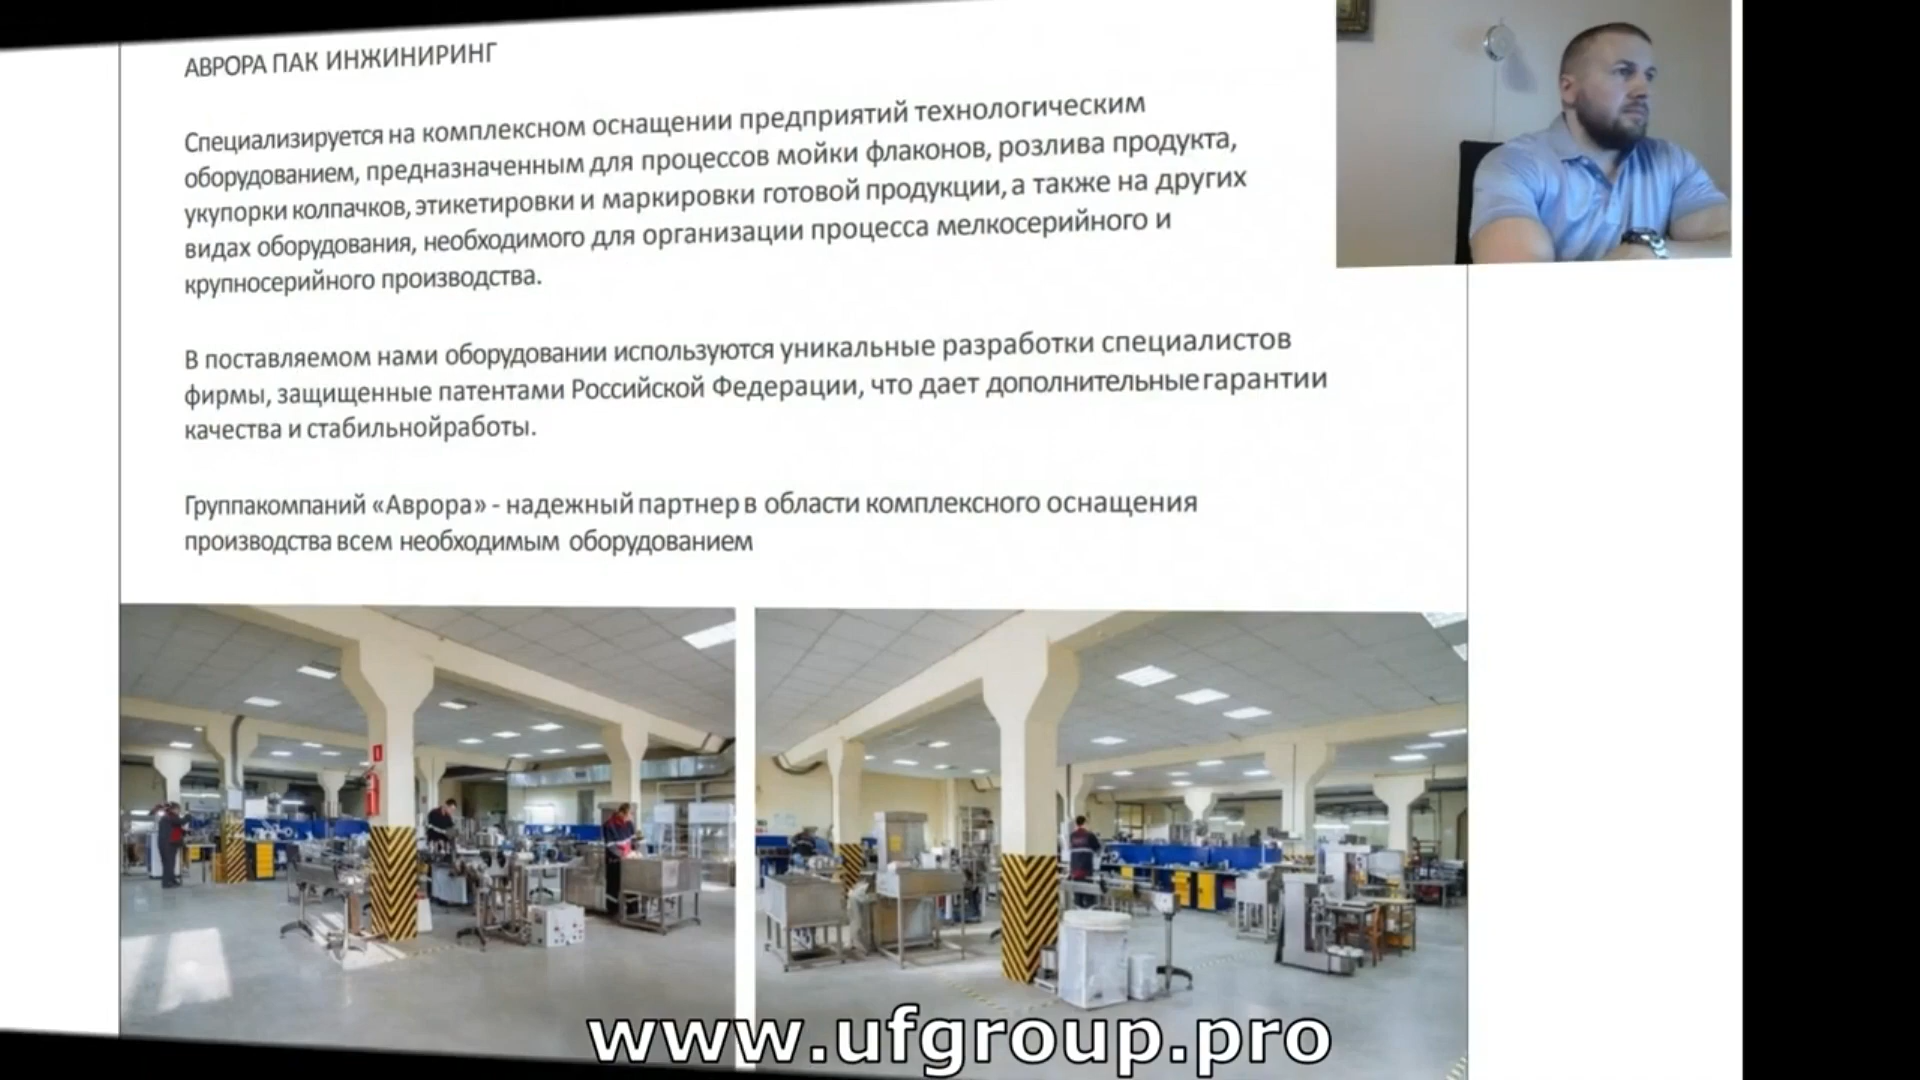 АВРОРА ПАК ИНЖИНИРИНГ
Специализируется на комплексном оснащении предприятий технологическим
оборудованием, предназначенным для процессов мойки флаконов, розлива продукта,
укупорки колпачков, этикетировки и маркировки готовой продукции, а также на других
видах оборудования, необходимого для организации процесса мелкосерийного и
крупносерийного производства.
В поставляемом нами оборудовании используются уникальные разработки специалистов
фирмы, защищенные патентами Российской Федерации, что дает дополнительные гарантии
качества и стабильнойработы.
Группакомпаний «Аврора» - надежный партнер в области комплексного оснащения
производства всем необходимым оборудованием
www.ufgroup.pro